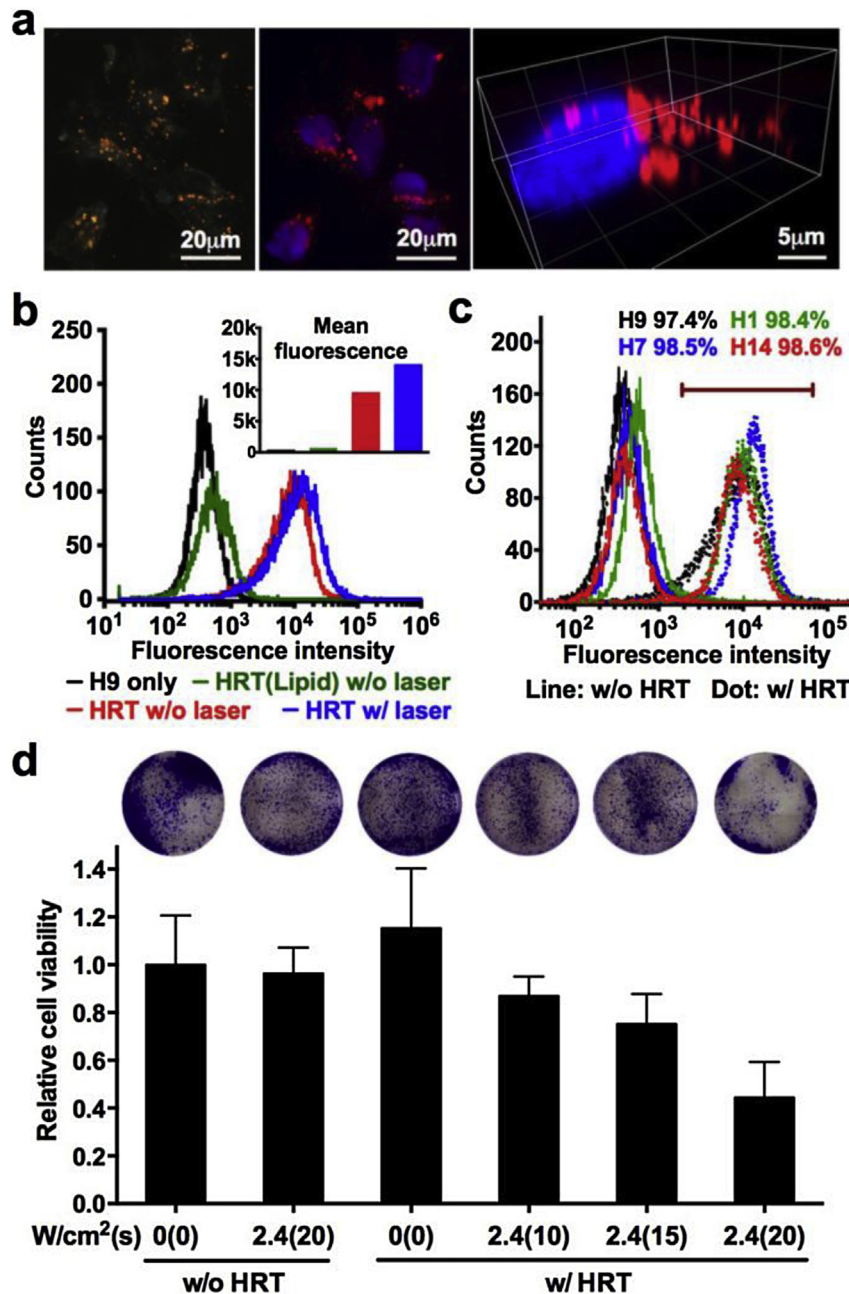 a
20μm
20μm
5μm
b
250
200
150
100
50
0
Counts
10¹ 10² 10³ 10⁴ 10⁵ 10⁶
Fluorescence intensity
20k
15k
10k
5k
0
Mean
fluorescence
H9 only HRT(Lipid) w/o laser
HRT w/o laser HRT w/ laser
c
H9 97.4% H1 98.4%
H7 98.5% H14 98.6%
200
160
120
80
40
0
Counts
10² 10³ 10⁴ 10⁵
Fluorescence intensity
Line: w/o HRT Dot: w/ HRT
d
1.4
1.2
1.0
0.8
0.6
0.4
0.2
0.0
Relative cell viability
W/cm²(s) 0(0) 2.4(20) 0(0) 2.4(10) 2.4(15) 2.4(20)
w/o HRT w/ HRT